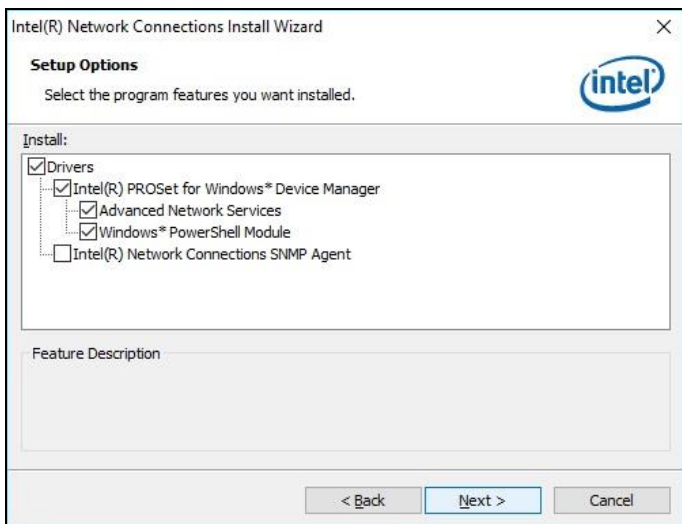 Intel(R) Network Connections Install Wizard
Setup Options
Select the program features you want installed.
intel
Install:
Drivers
Intel(R) PROSet for Windows* Device Manager
Advanced Network Services
Windows* PowerShell Module
Intel(R) Network Connections SNMP Agent
Feature Description
< Back Next > Cancel